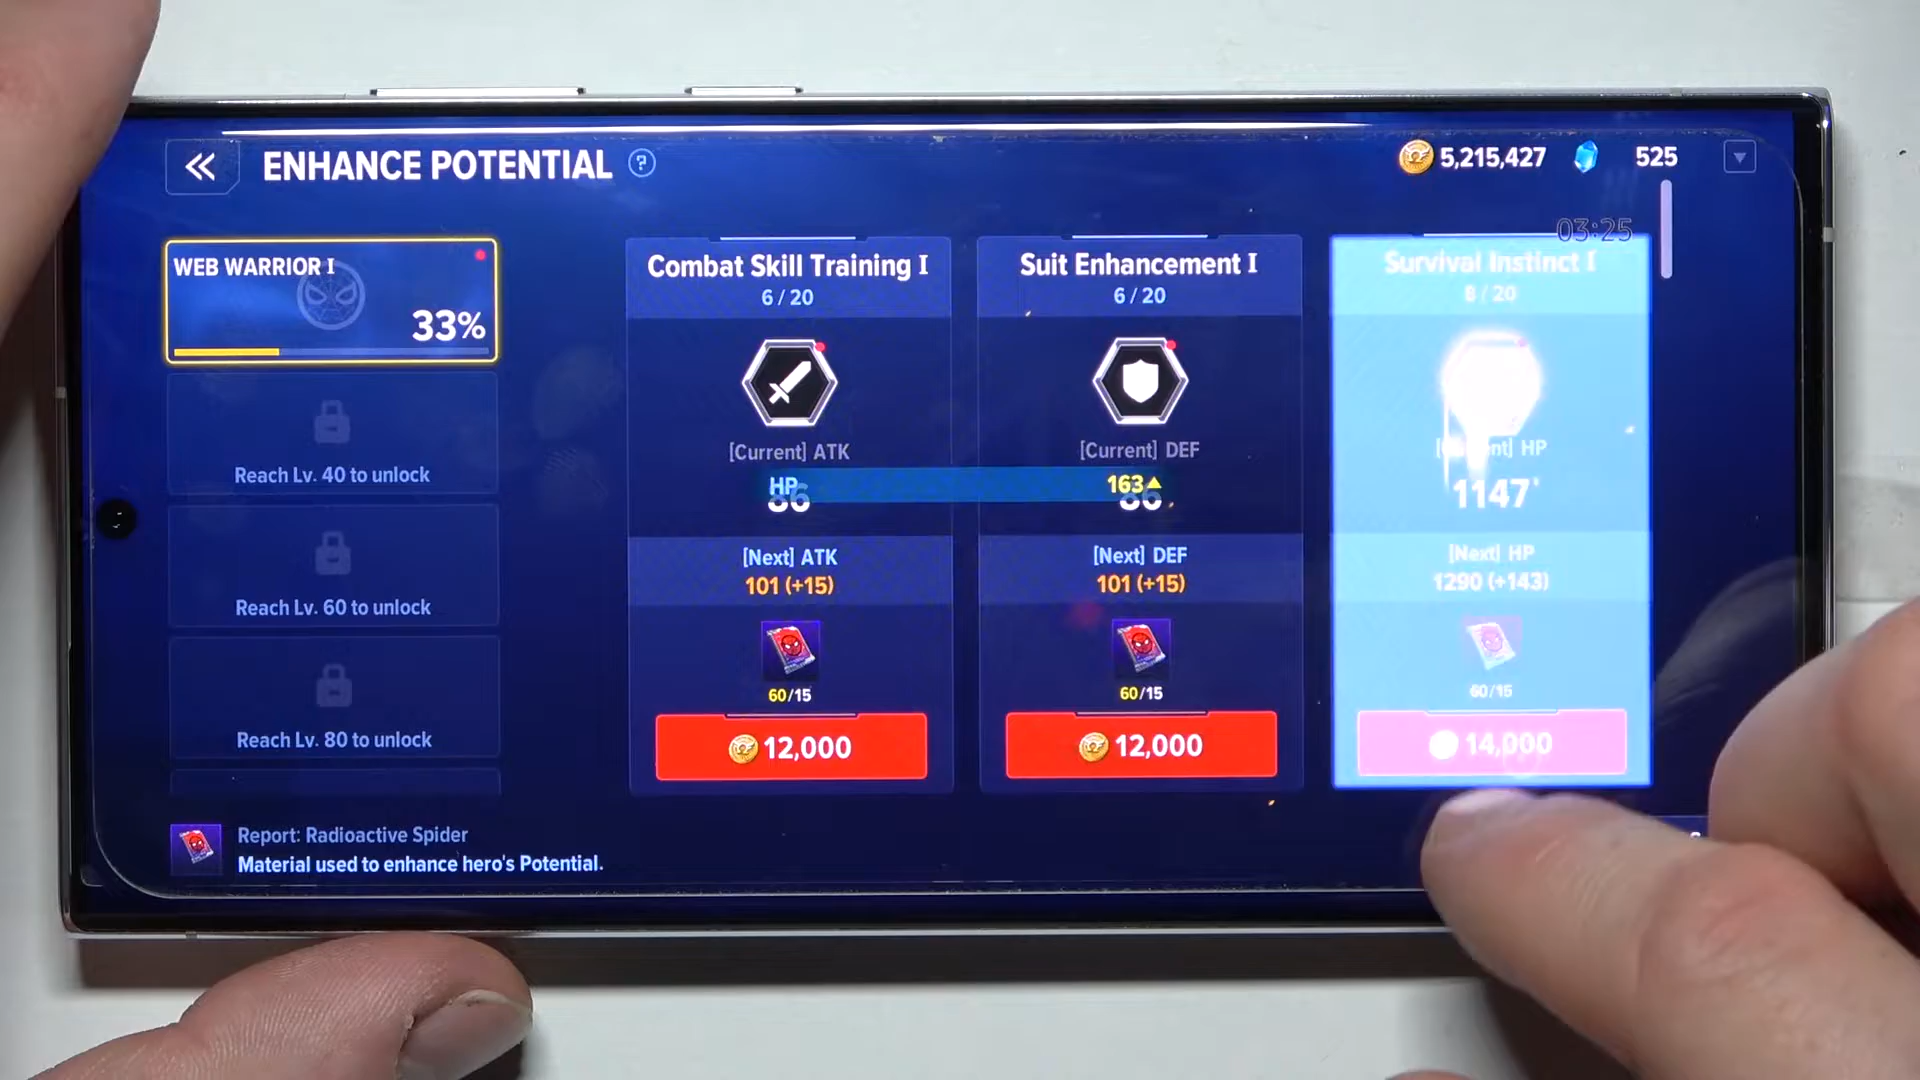 ENHANCE POTENTIAL ?
5,215,427 525
03:25
WEB WARRIOR I
33%
Reach Lv. 40 to unlock
Reach Lv. 60 to unlock
Reach Lv. 80 to unlock
Combat Skill Training I
6 / 20
[Current] ATK
86
[Next] ATK
101 (+15)
60/15
12,000
HP 163
Suit Enhancement I
6 / 20
[Current] DEF
86
[Next] DEF
101 (+15)
60/15
12,000
Survival Instinct I
8 / 20
[Current] HP
1147
[Next] HP
1290 (+143)
60/15
14,000
Report: Radioactive Spider
Material used to enhance hero's Potential.